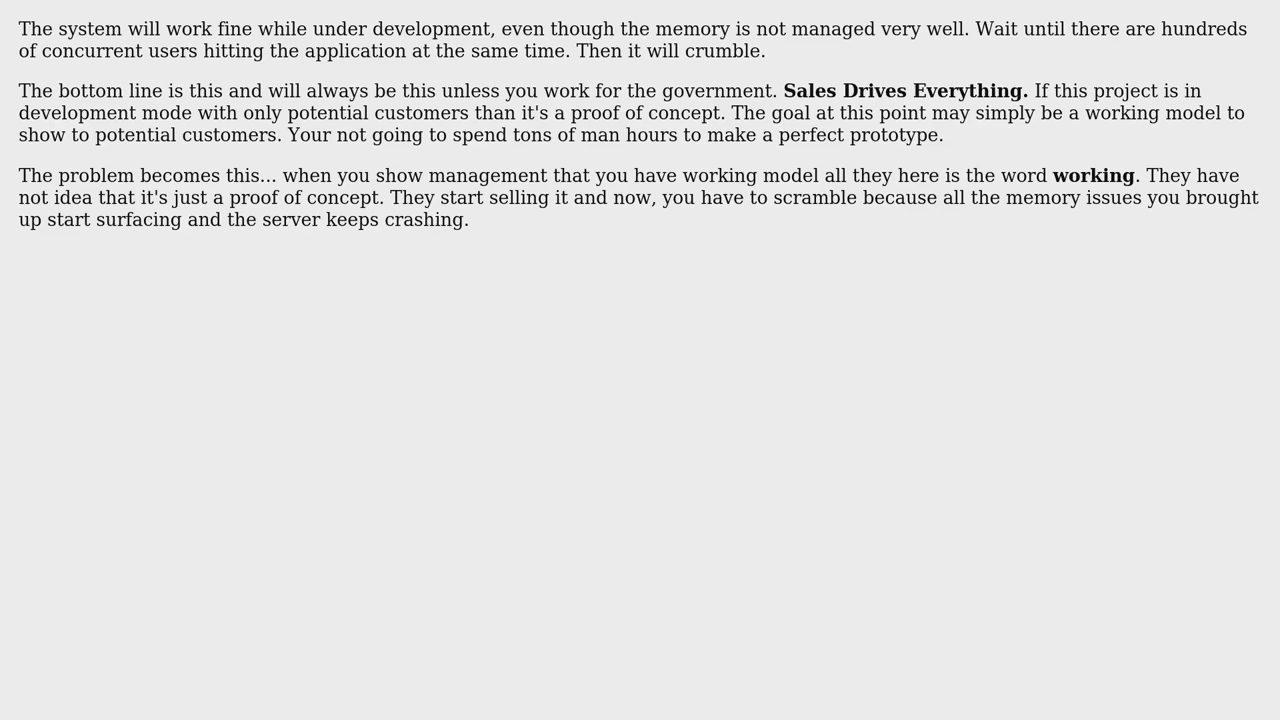 The system will work fine while under development, even though the memory is not managed very well. Wait until there are hundreds
of concurrent users hitting the application at the same time. Then it will crumble.
The bottom line is this and will always be this unless you work for the government. Sales Drives Everything. If this project is in
development mode with only potential customers than it's a proof of concept. The goal at this point may simply be a working model to
show to potential customers. Your not going to spend tons of man hours to make a perfect prototype.
The problem becomes this... when you show management that you have working model all they here is the word working. They have
not idea that it's just a proof of concept. They start selling it and now, you have to scramble because all the memory issues you brought
up start surfacing and the server keeps crashing.